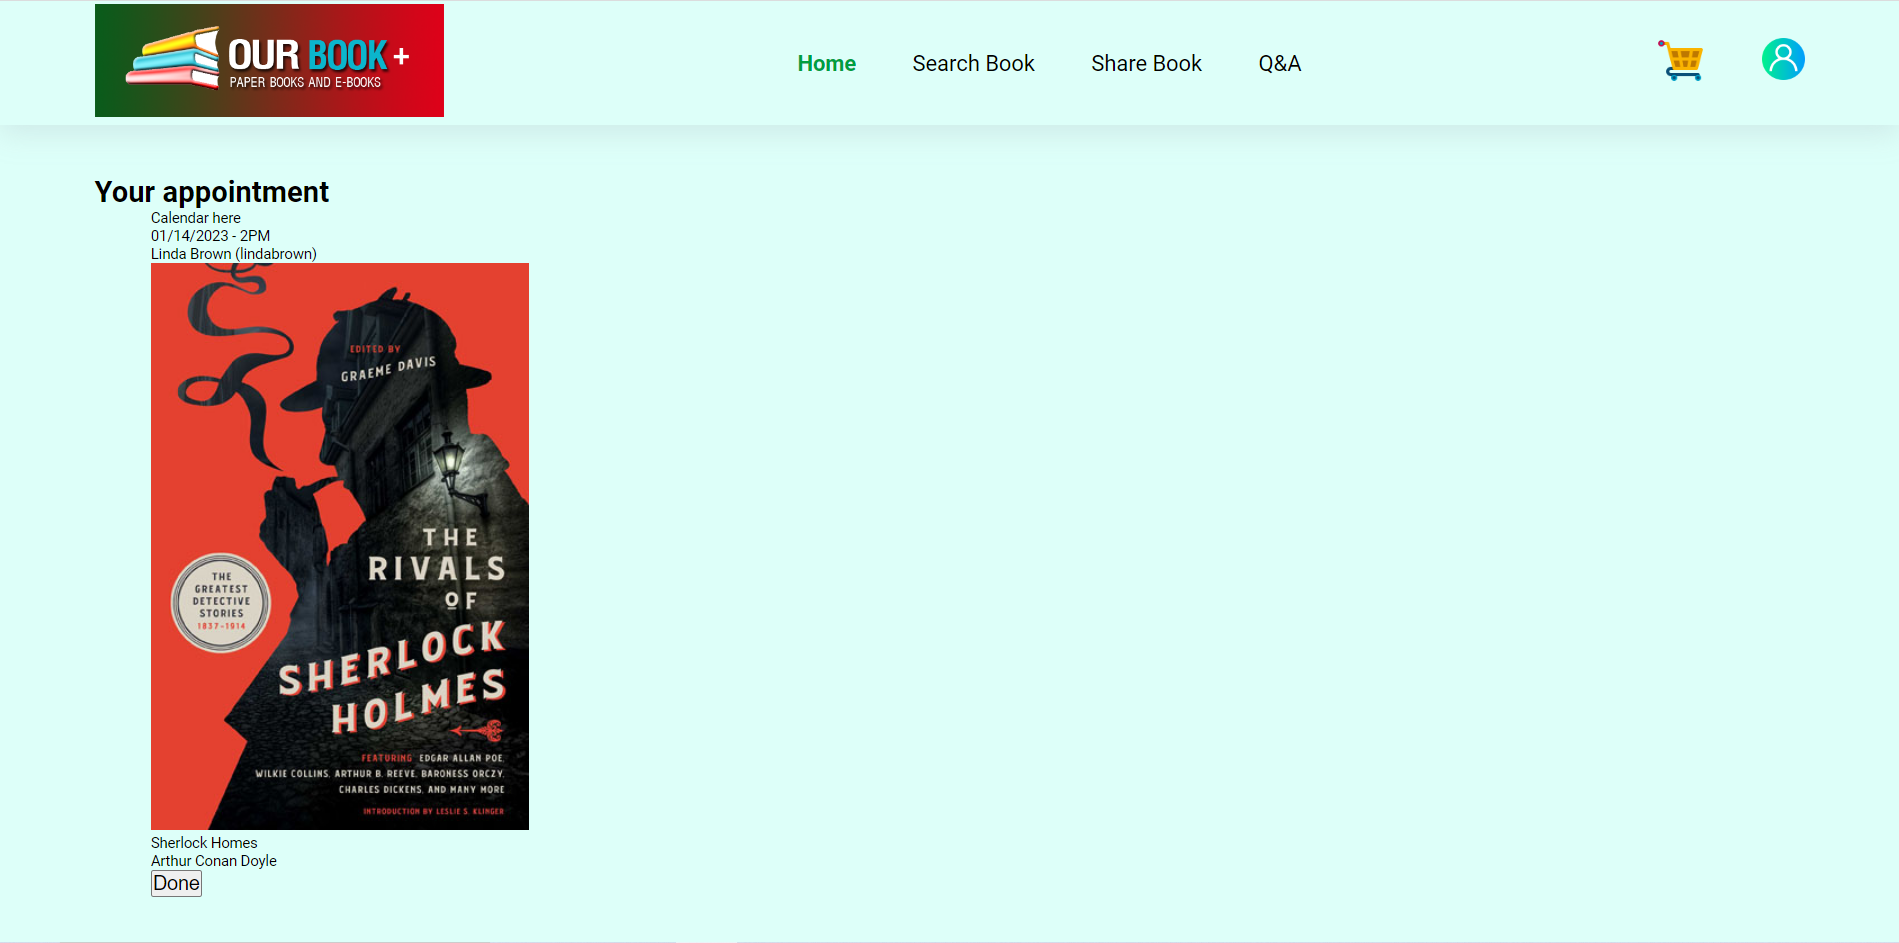 OUR BOOK +
PAPER BOOKS AND E-BOOKS
Home
Search Book
Share Book
Q&A
Your appointment
Calendar here
01/14/2023 - 2PM
Linda Brown (lindabrown)
EDITED BY
GRAEME DAVIS
THE
RIVALS
OF
SHERLOCK
HOLMES
THE
GREATEST
DETECTIVE
STORIES
1837-1914
FEATURING EDGAR ALLAN POE,
WILKIE COLLINS, ARTHUR B. REEVE, BARONESS ORCZY,
CHARLES DICKENS, AND MANY MORE
INTRODUCTION BY LESLIE S. KLINGER
Sherlock Homes
Arthur Conan Doyle
Done